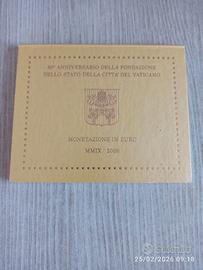 80° ANNIVERSARIO DELLA FONDAZIONE
DELLO STATO DELLA CITTA' DEL VATICANO
MONETAZIONE IN EURO
MMIX - 2009
25/02/2026 09:18